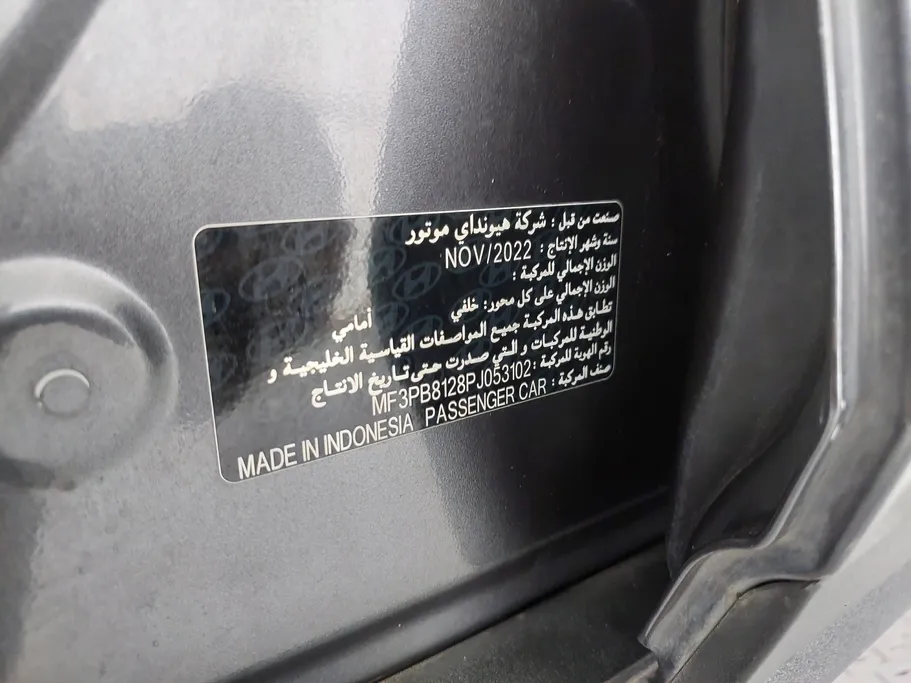 صنعت من قبل : شركة هيونداي موتور
سنة وشهر الإنتاج : NOV/2022
الوزن الإجمالي للمركبة :
الوزن الإجمالي على كل محور: خلفي أمامي
تطابق هذه المركبة جميع المواصفات القياسية الخليجية و
الوطنية للمركبات و التي صدرت حتى تاريخ الانتاج
رقم الهوية للمركبة : MF3PB8128PJ053102
صنف المركبة : PASSENGER CAR MADE IN INDONESIA